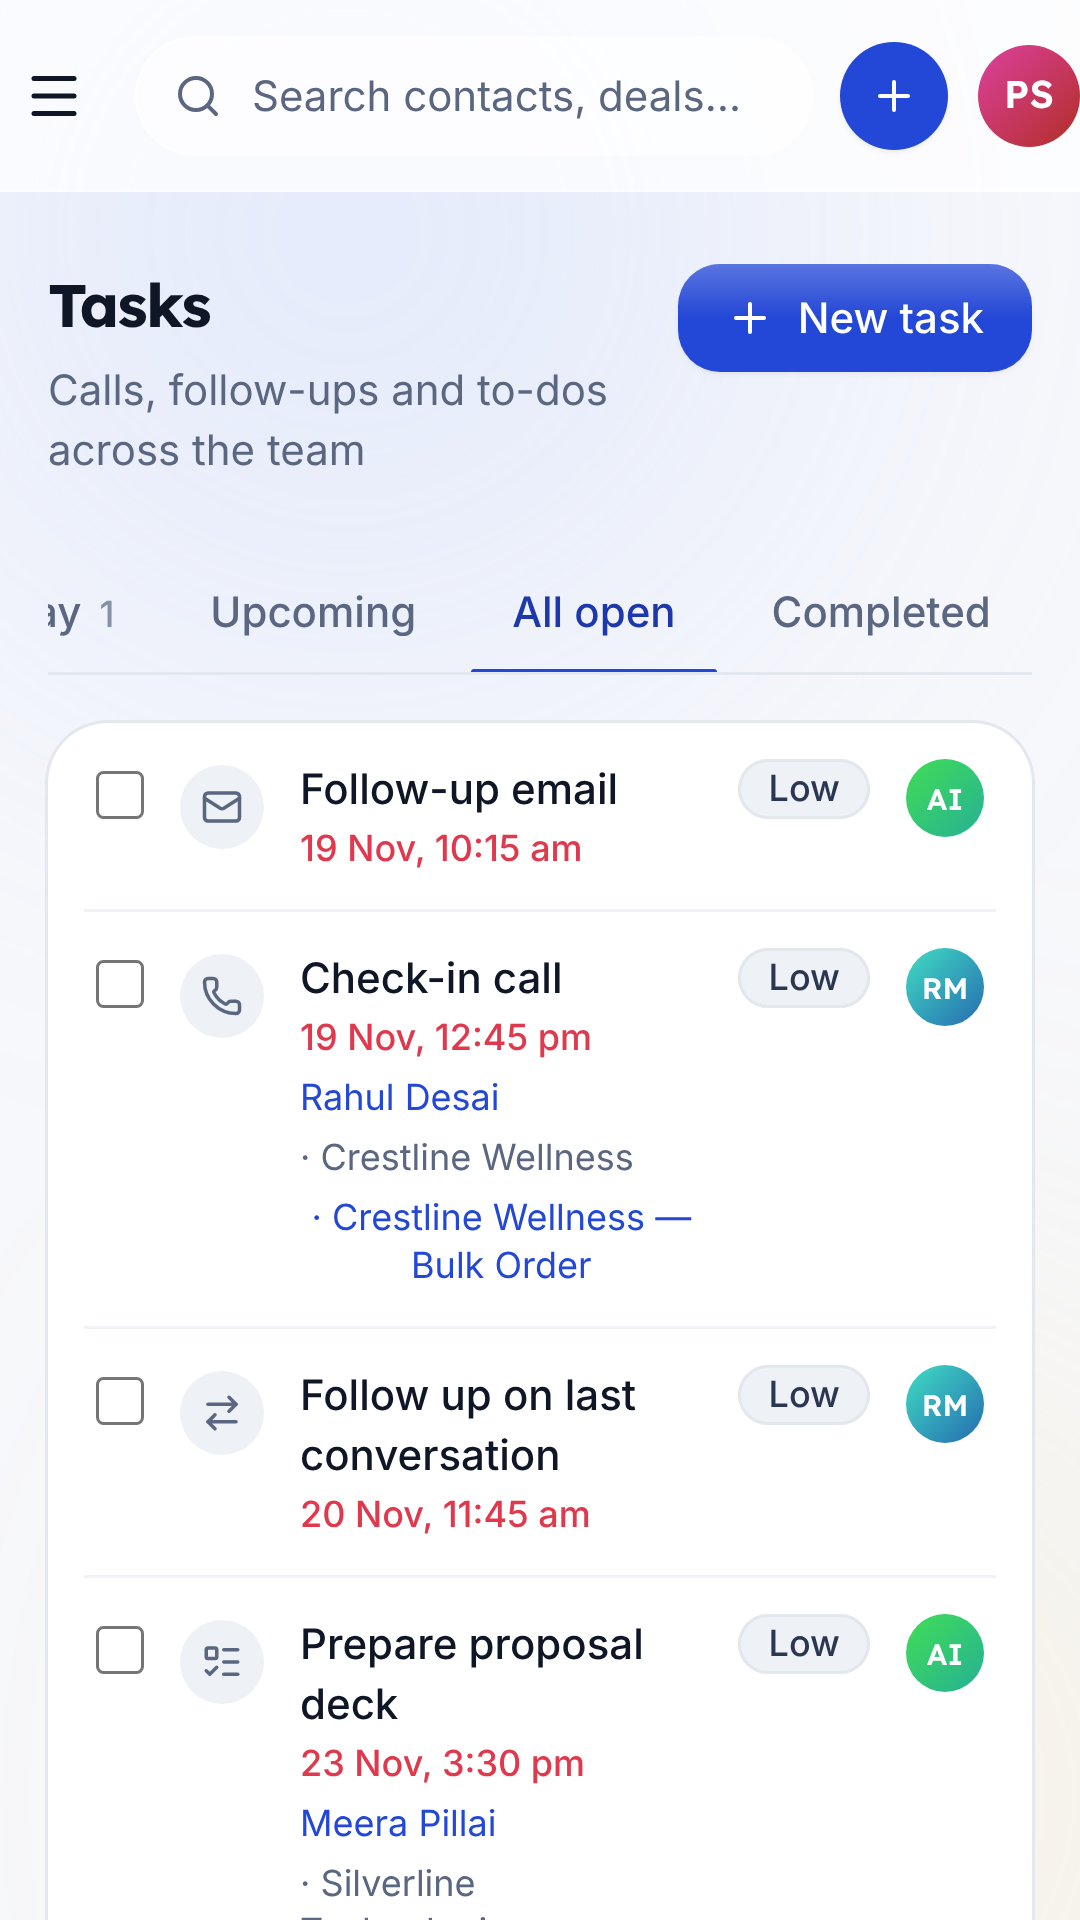 Search contacts, deals...
PS
Tasks
New task
Calls, follow-ups and to-dos
across the team
ay 1
Upcoming
All open
Completed
Follow-up email
Low
AI
19 Nov, 10:15 am
Check-in call
Low
RM
19 Nov, 12:45 pm
Rahul Desai
· Crestline Wellness
· Crestline Wellness —
Bulk Order
Follow up on last
conversation
Low
RM
20 Nov, 11:45 am
Prepare proposal
deck
Low
AI
23 Nov, 3:30 pm
Meera Pillai
· Silverline